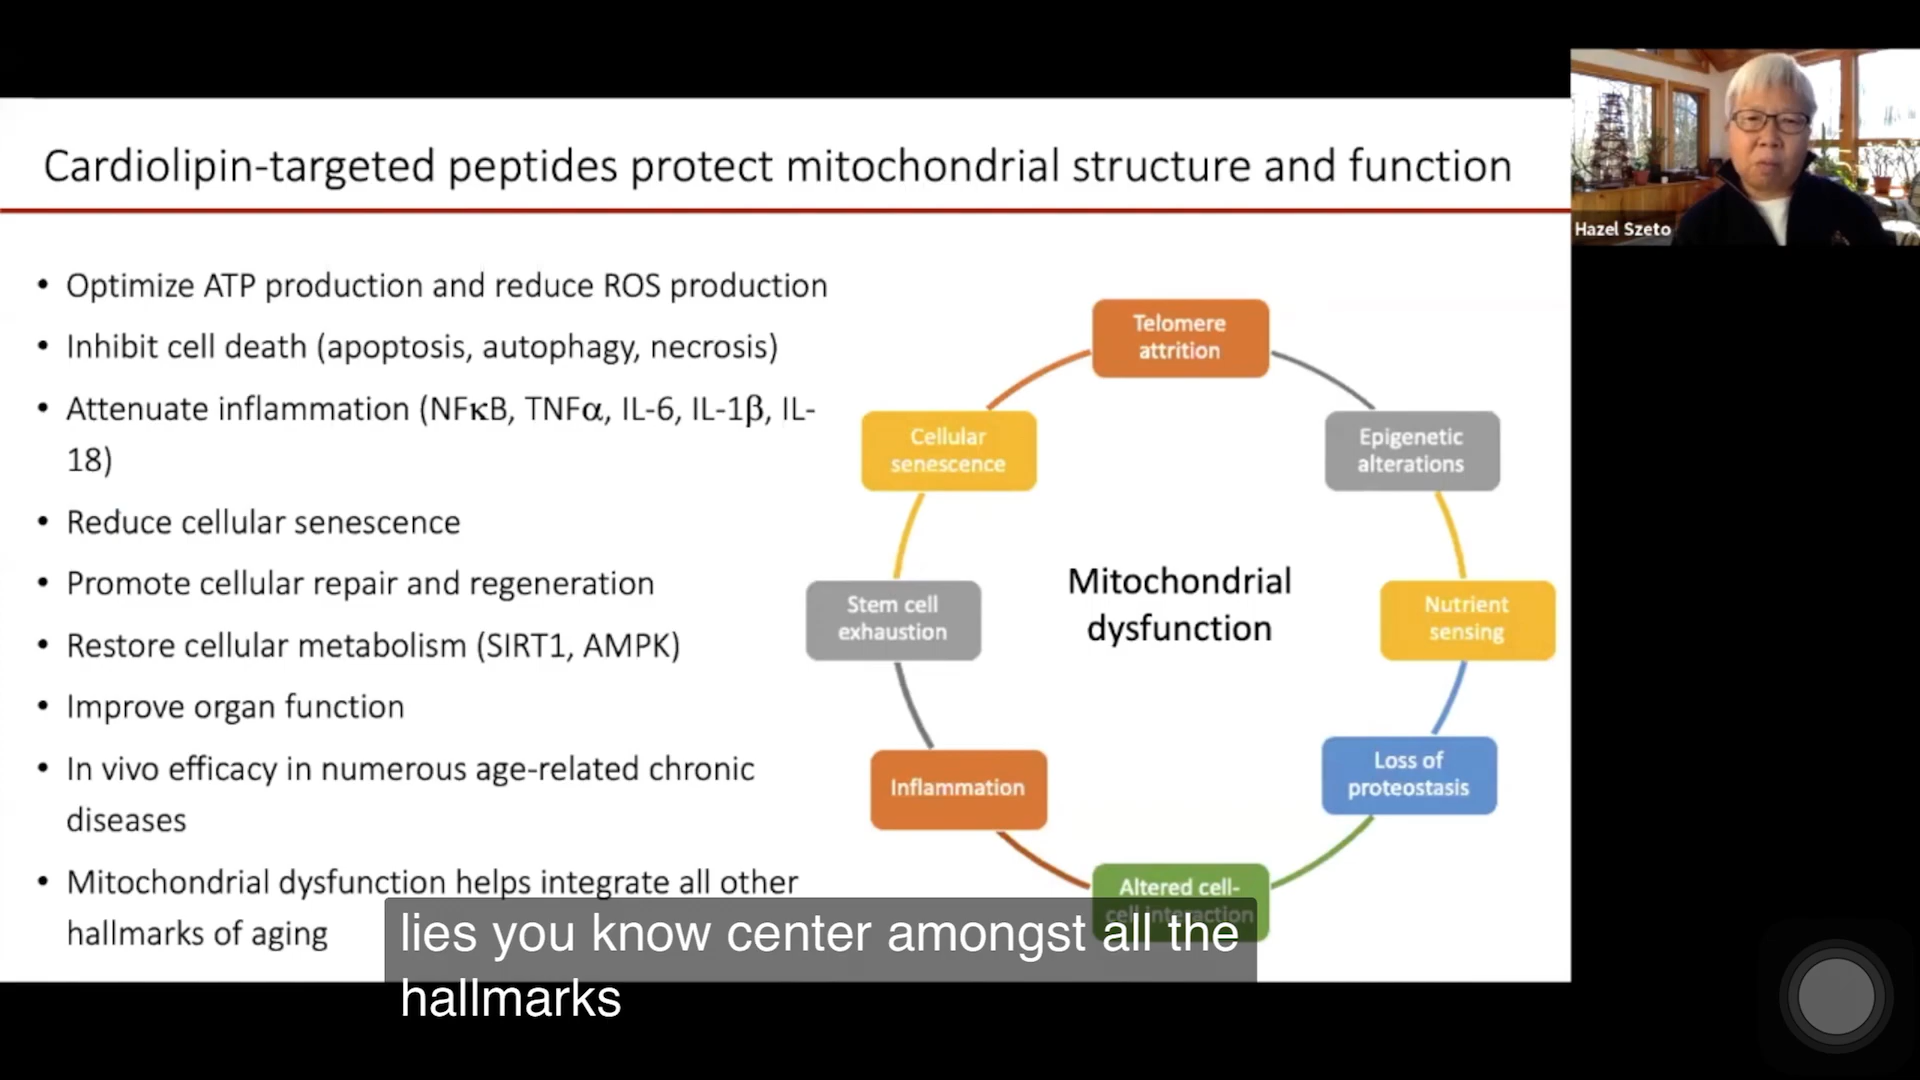 Cardiolipin-targeted peptides protect mitochondrial structure and function
Hazel Szeto
• Optimize ATP production and reduce ROS production
• Inhibit cell death (apoptosis, autophagy, necrosis)
• Attenuate inflammation (NFκB, TNFα, IL-6, IL-1β, IL-
18)
• Reduce cellular senescence
• Promote cellular repair and regeneration
• Restore cellular metabolism (SIRT1, AMPK)
• Improve organ function
• In vivo efficacy in numerous age-related chronic
diseases
• Mitochondrial dysfunction helps integrate all other
hallmarks of aging
Telomere
attrition
Epigenetic
alterations
Nutrient
sensing
Loss of
proteostasis
Altered cell-
cell interaction
Inflammation
Stem cell
exhaustion
Cellular
senescence
Mitochondrial
dysfunction
lies you know center amongst all the
hallmarks